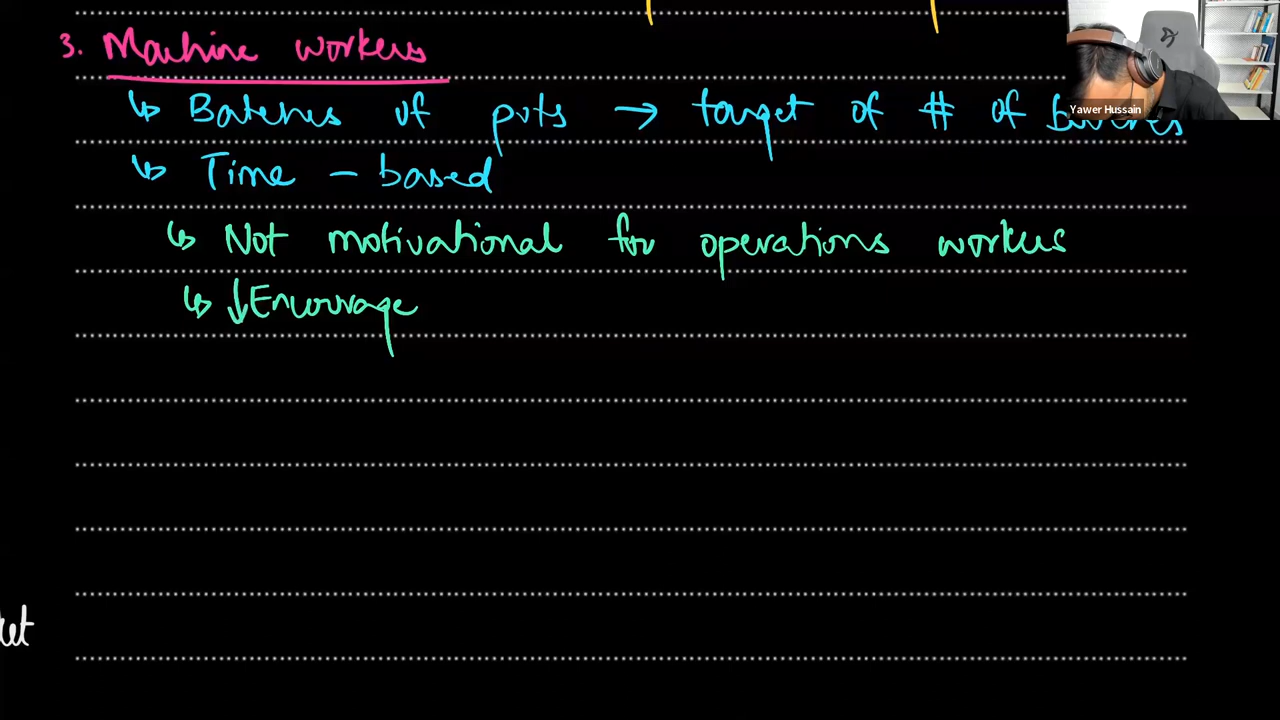 3. Machine workers
↳ Batches of pots → target of # of batches
↳ Time - based
↳ Not motivational for operations workers
↳ ↓ Encourage
Yawer Hussain